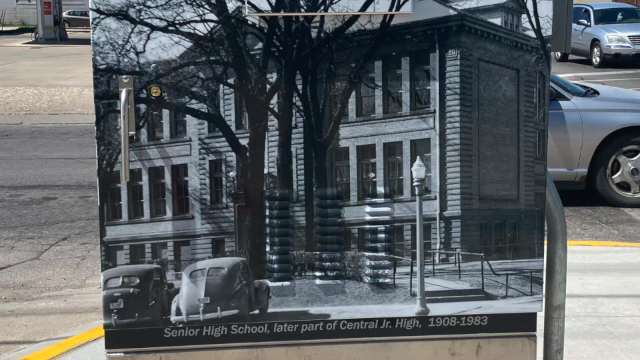 Senior High School, later part of Central Jr. High, 1908-1983